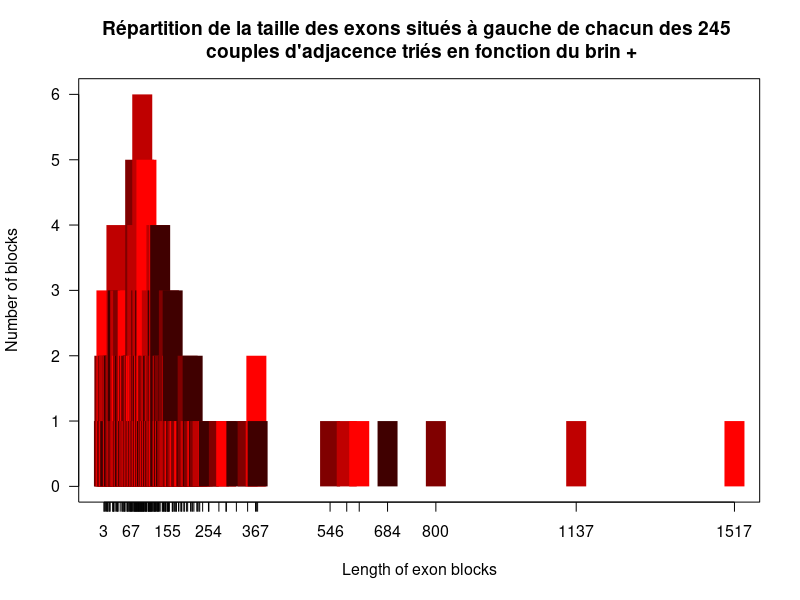 Répartition de la taille des exons situés à gauche de chacun des 245
couples d'adjacence triés en fonction du brin +
6
5
4
3
2
1
0
Number of blocks
3 67 155 254 367 546 684 800 1137 1517
Length of exon blocks